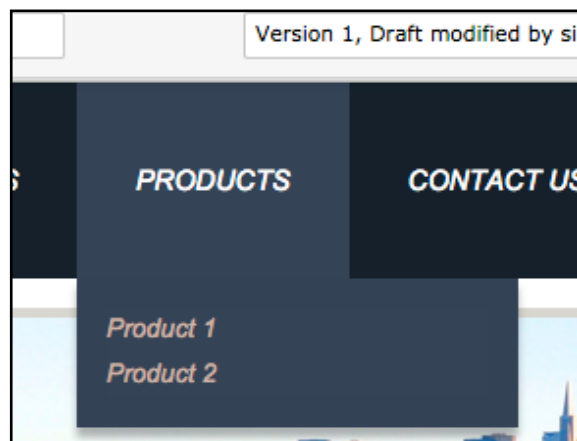 Version 1, Draft modified by
PRODUCTS CONTACT US
Product 1
Product 2